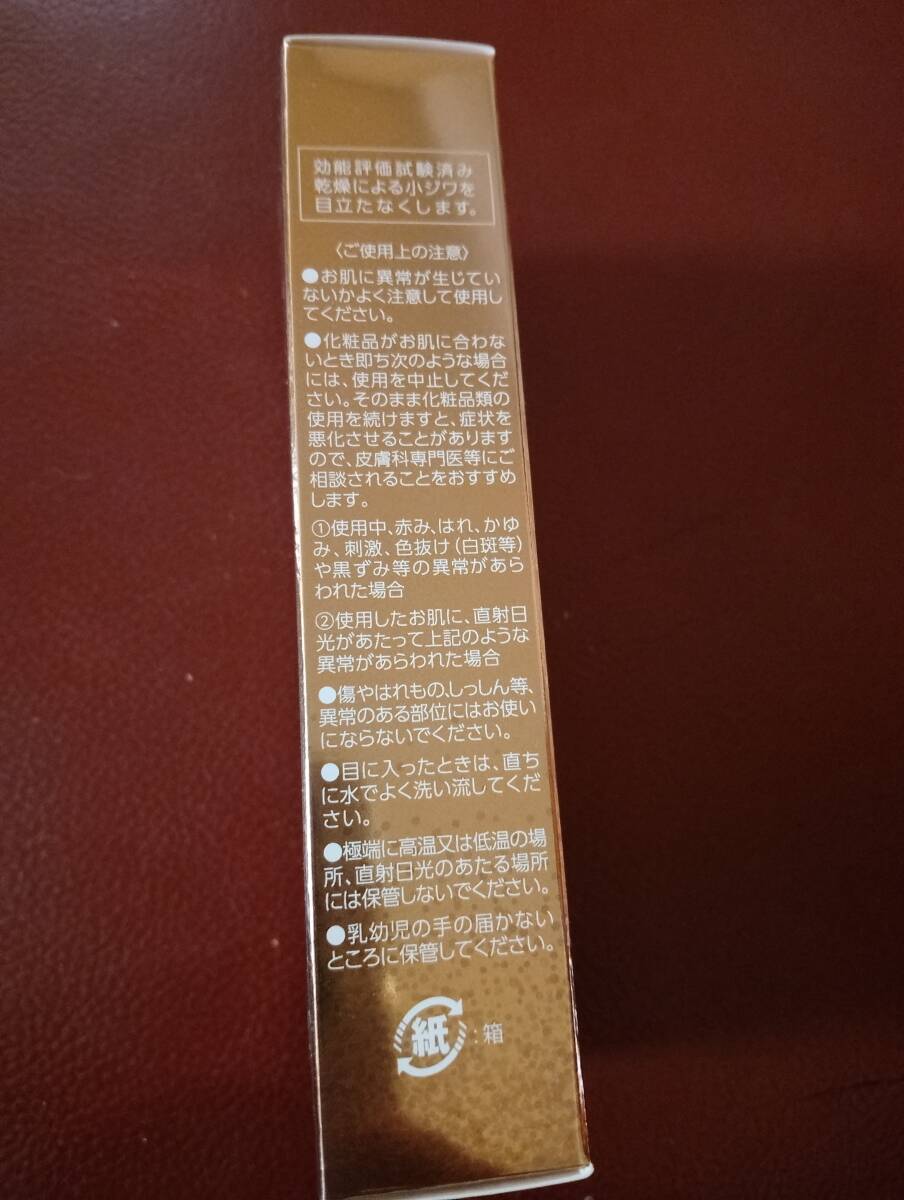 効能評価試験済み
乾燥による小ジワを
目立たなくします。
〈ご使用上の注意〉
●お肌に異常が生じてい
ないかよく注意して使用し
てください。
●化粧品がお肌に合わな
いとき即ち次のような場合
には、使用を中止してくだ
さい。そのまま化粧品類の
使用を続けますと、症状を
悪化させることがあります
ので、皮膚科専門医等にご
相談されることをおすすめ
します。
①使用中、赤み、はれ、かゆ
み、刺激、色抜け(白斑等)
や黒ずみ等の異常があら
われた場合
②使用したお肌に、直射日
光があたって上記のような
異常があらわれた場合
●傷やはれもの、しっしん等、
異常のある部位にはお使い
にならないでください。
●目に入ったときは、直ち
に水でよく洗い流してくだ
さい。
●極端に高温又は低温の場
所、直射日光のあたる場所
には保管しないでください。
●乳幼児の手の届かない
ところに保管してください。
紙:箱